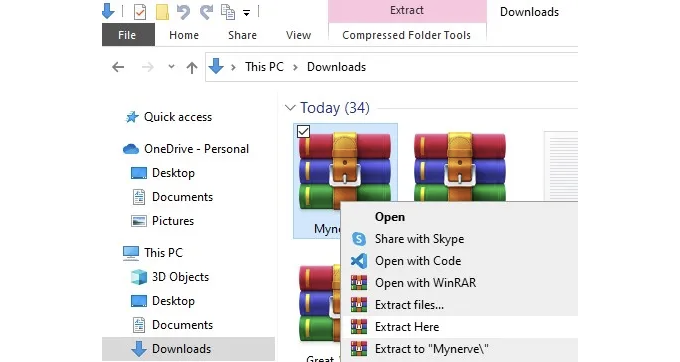 Extract
Downloads
File
Home
Share
View
Compressed Folder Tools
This PC
Downloads
Quick access
OneDrive - Personal
Desktop
Documents
Pictures
This PC
3D Objects
Desktop
Documents
Downloads
Today (34)
Open
Share with Skype
Open with Code
Open with WinRAR
Extract files...
Extract Here
Extract to "Mynerve\"
Great